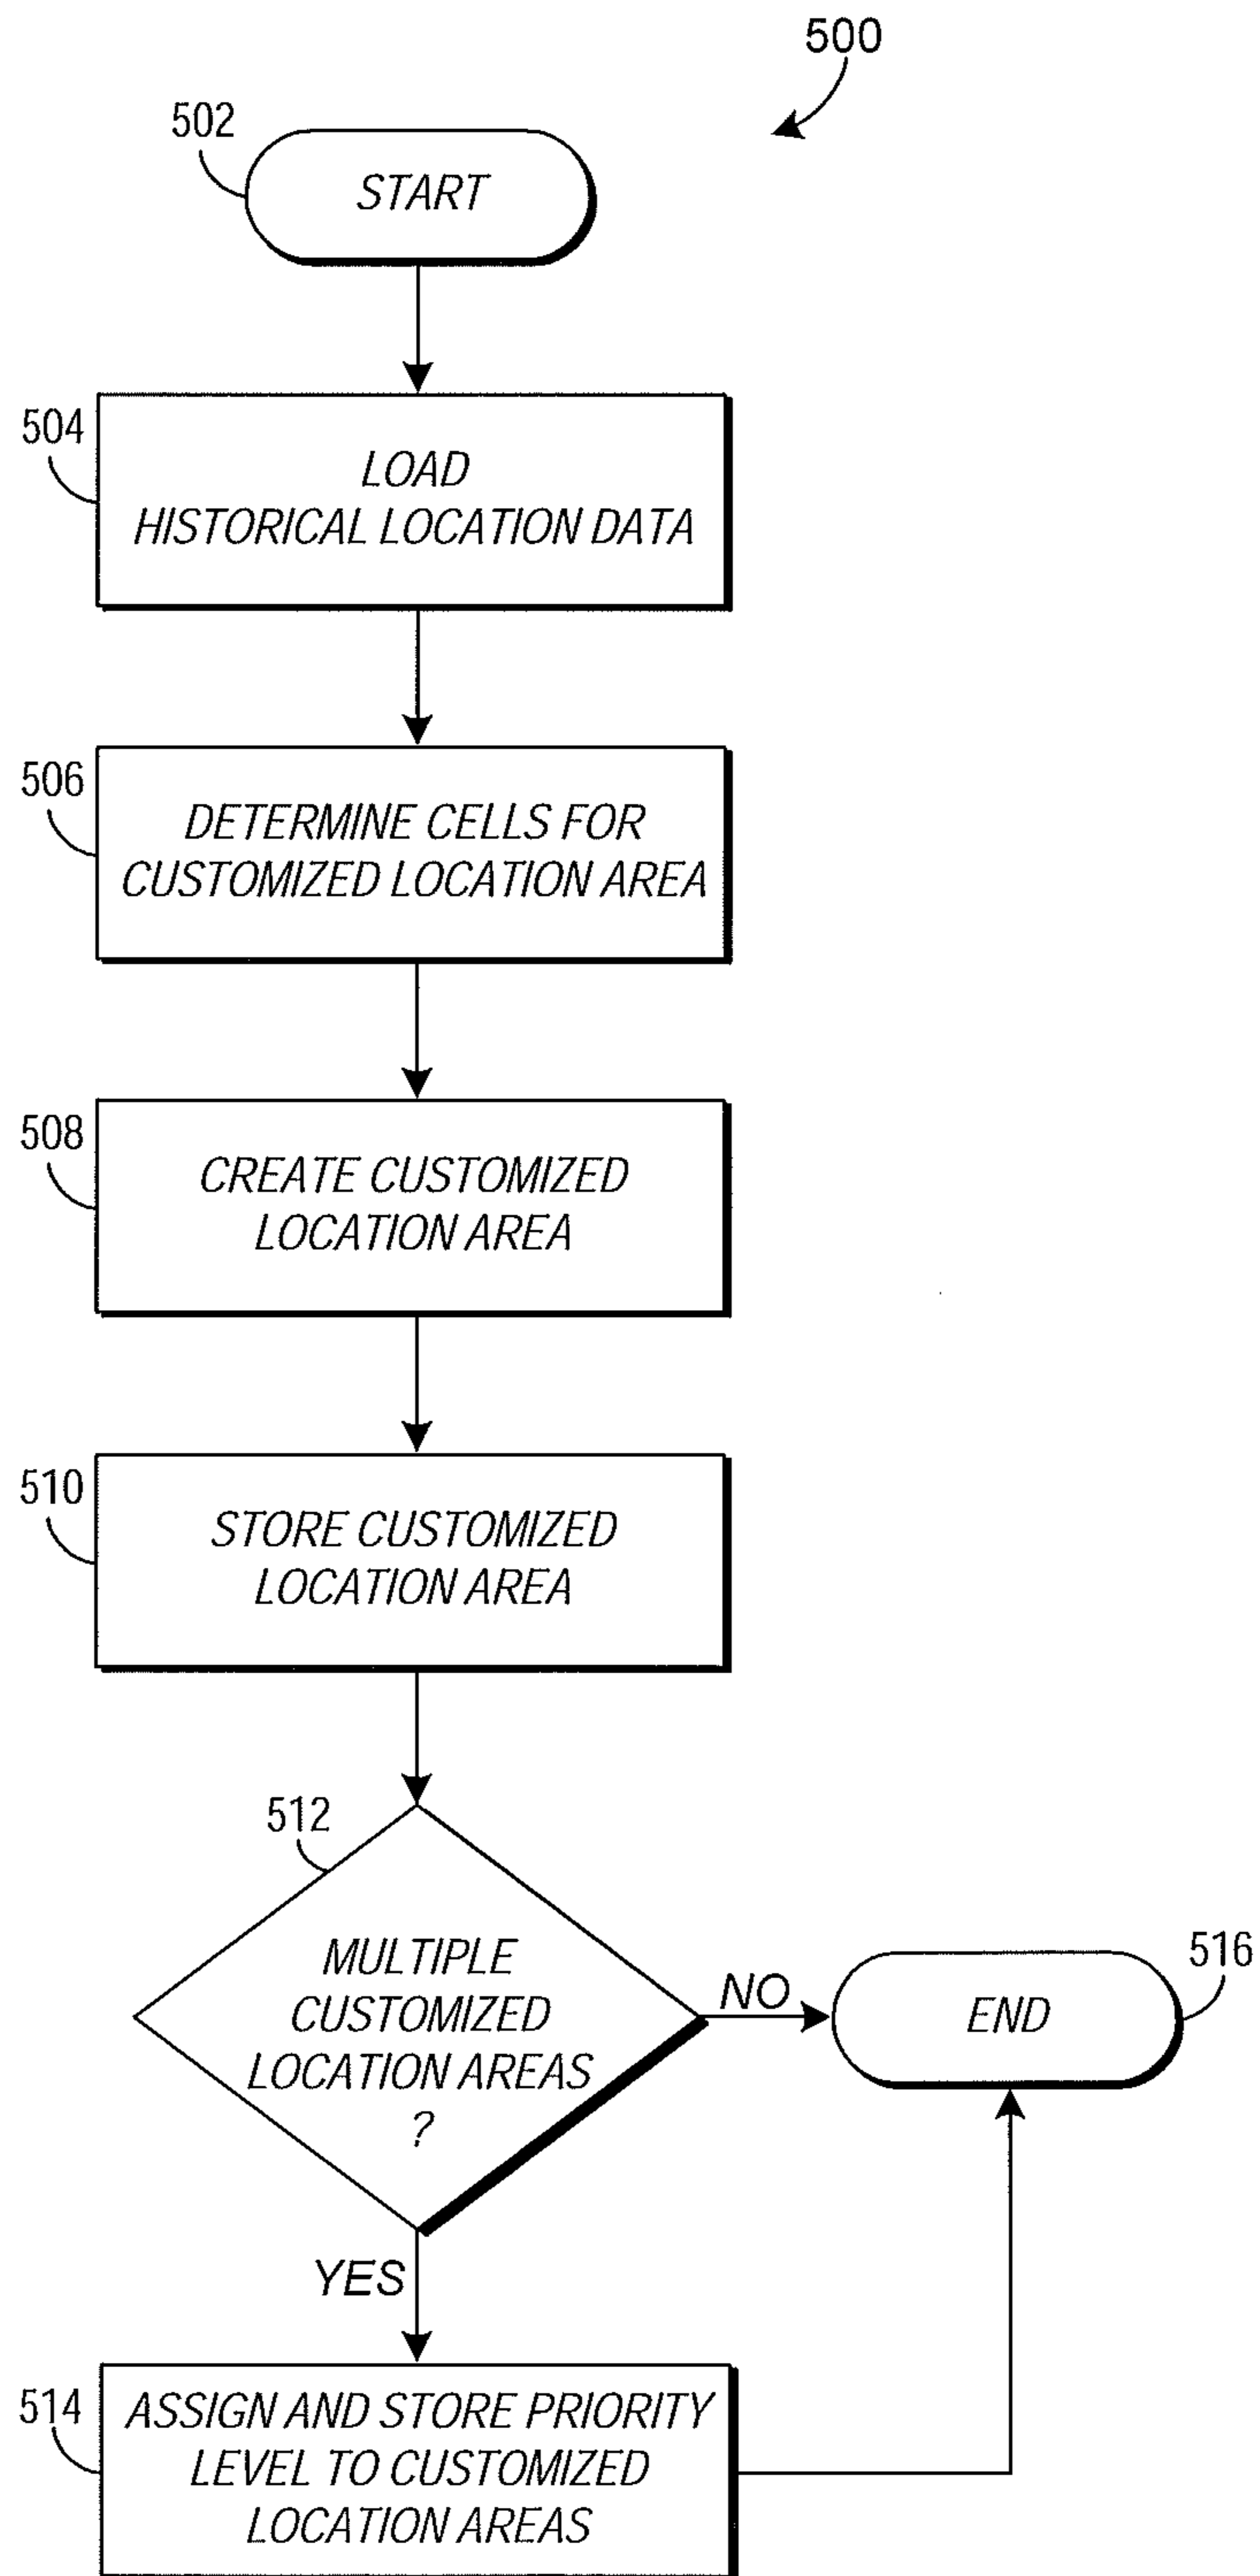 500
502
START
504
LOAD
HISTORICAL LOCATION DATA
506
DETERMINE CELLS FOR
CUSTOMIZED LOCATION AREA
508
CREATE CUSTOMIZED
LOCATION AREA
510
STORE CUSTOMIZED
LOCATION AREA
512
MULTIPLE
CUSTOMIZED
LOCATION AREAS
?
NO
END
516
YES
514
ASSIGN AND STORE PRIORITY
LEVEL TO CUSTOMIZED
LOCATION AREAS